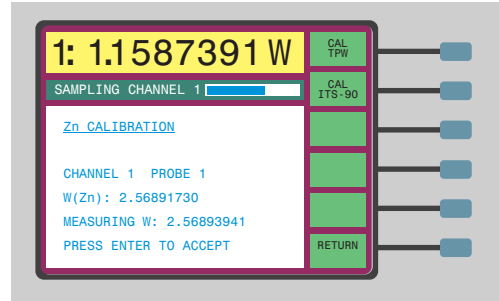 1: 1.1587391 W
SAMPLING CHANNEL 1
Zn CALIBRATION
CHANNEL 1 PROBE 1
W(Zn): 2.56891730
MEASURING W: 2.56893941
PRESS ENTER TO ACCEPT
CAL
TPW
CAL
ITS-90
RETURN